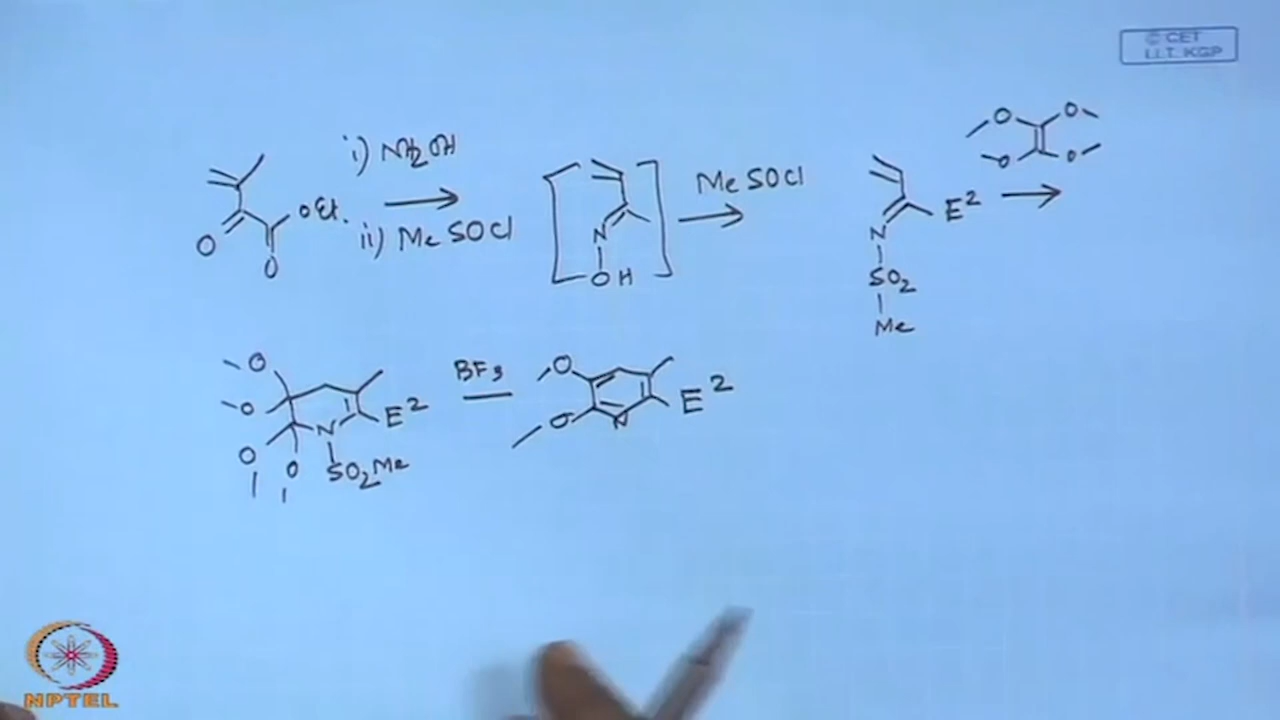 © CET
I.I.T. KGP
i) NH2OH
ii) MeSOCl
OEt.
O
O
N
OH
MeSOCl
E2
N
SO2
Me
O O
O O
O
O
O
O
N
E2
SO2Me
BF3
O
O
N
E2
NPTEL